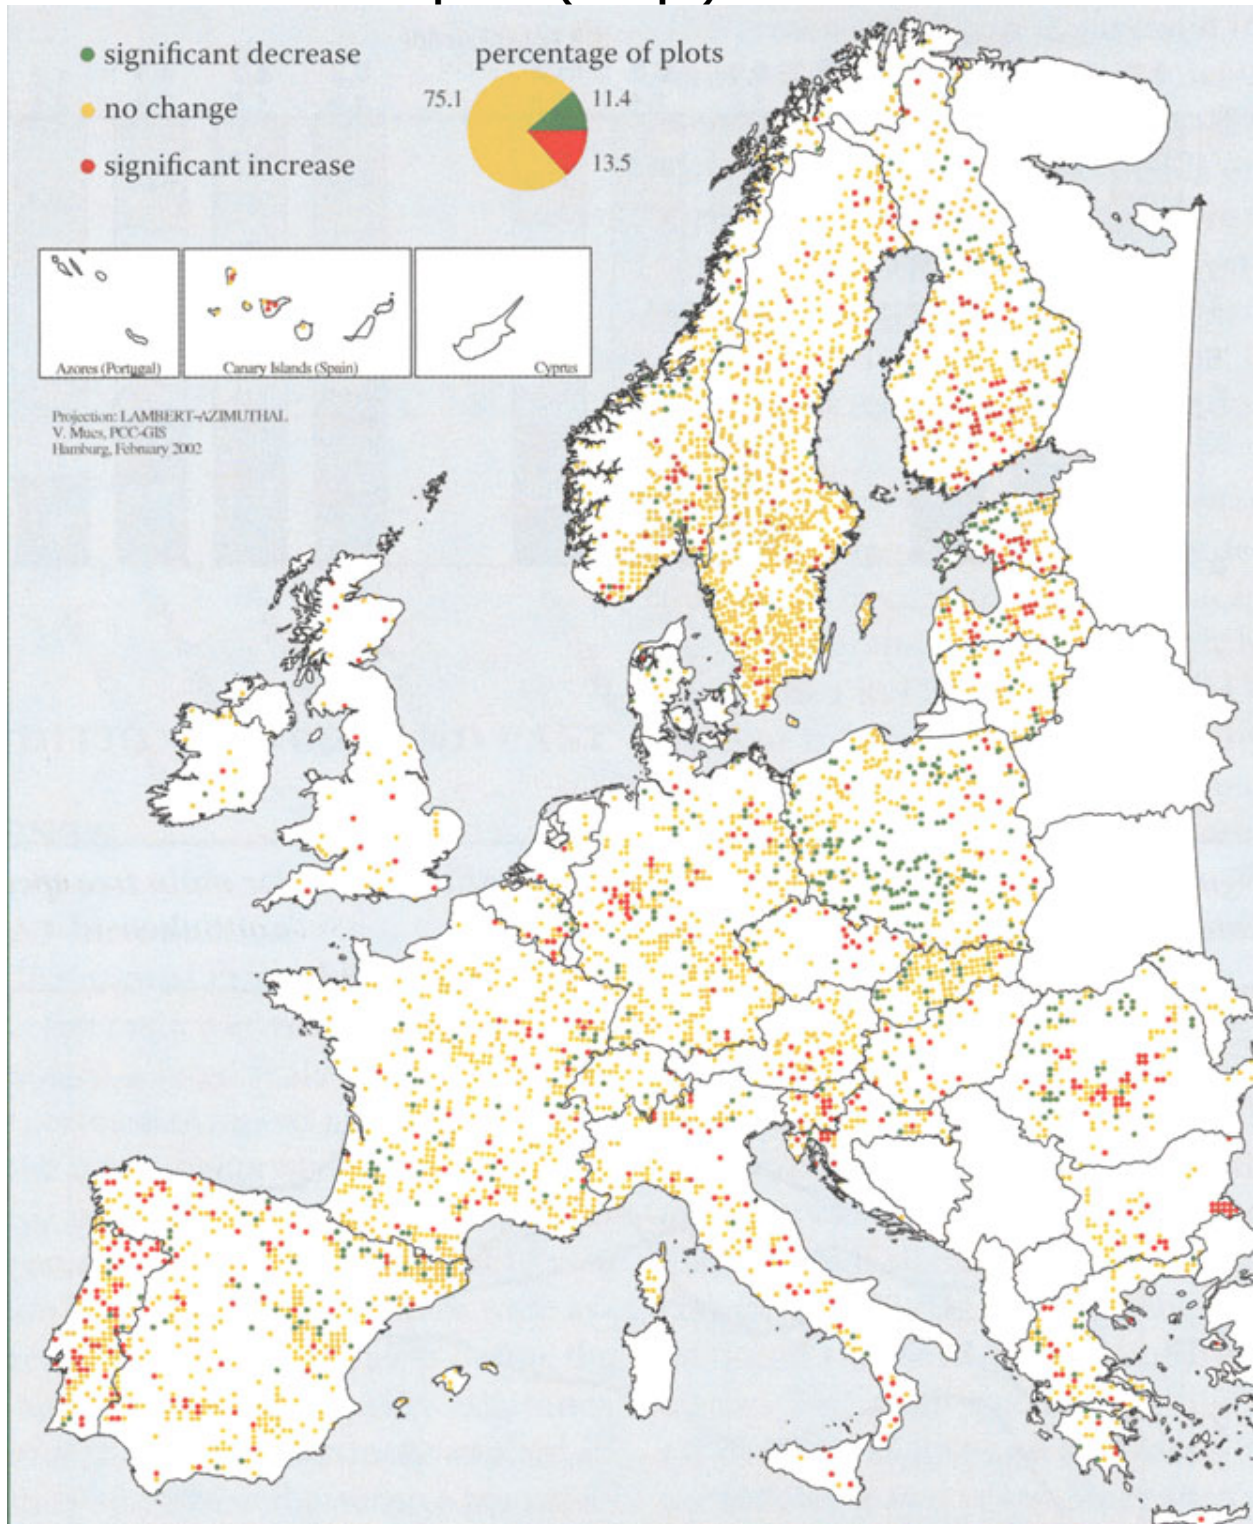 significant decrease
no change
significant increase
percentage of plots
75.1
11.4
13.5
Azores (Portugal)
Canary Islands (Spain)
Cyprus
Projection: LAMBERT-AZIMUTHAL
V. Mues, PCC-GIS
Hamburg, February 2002